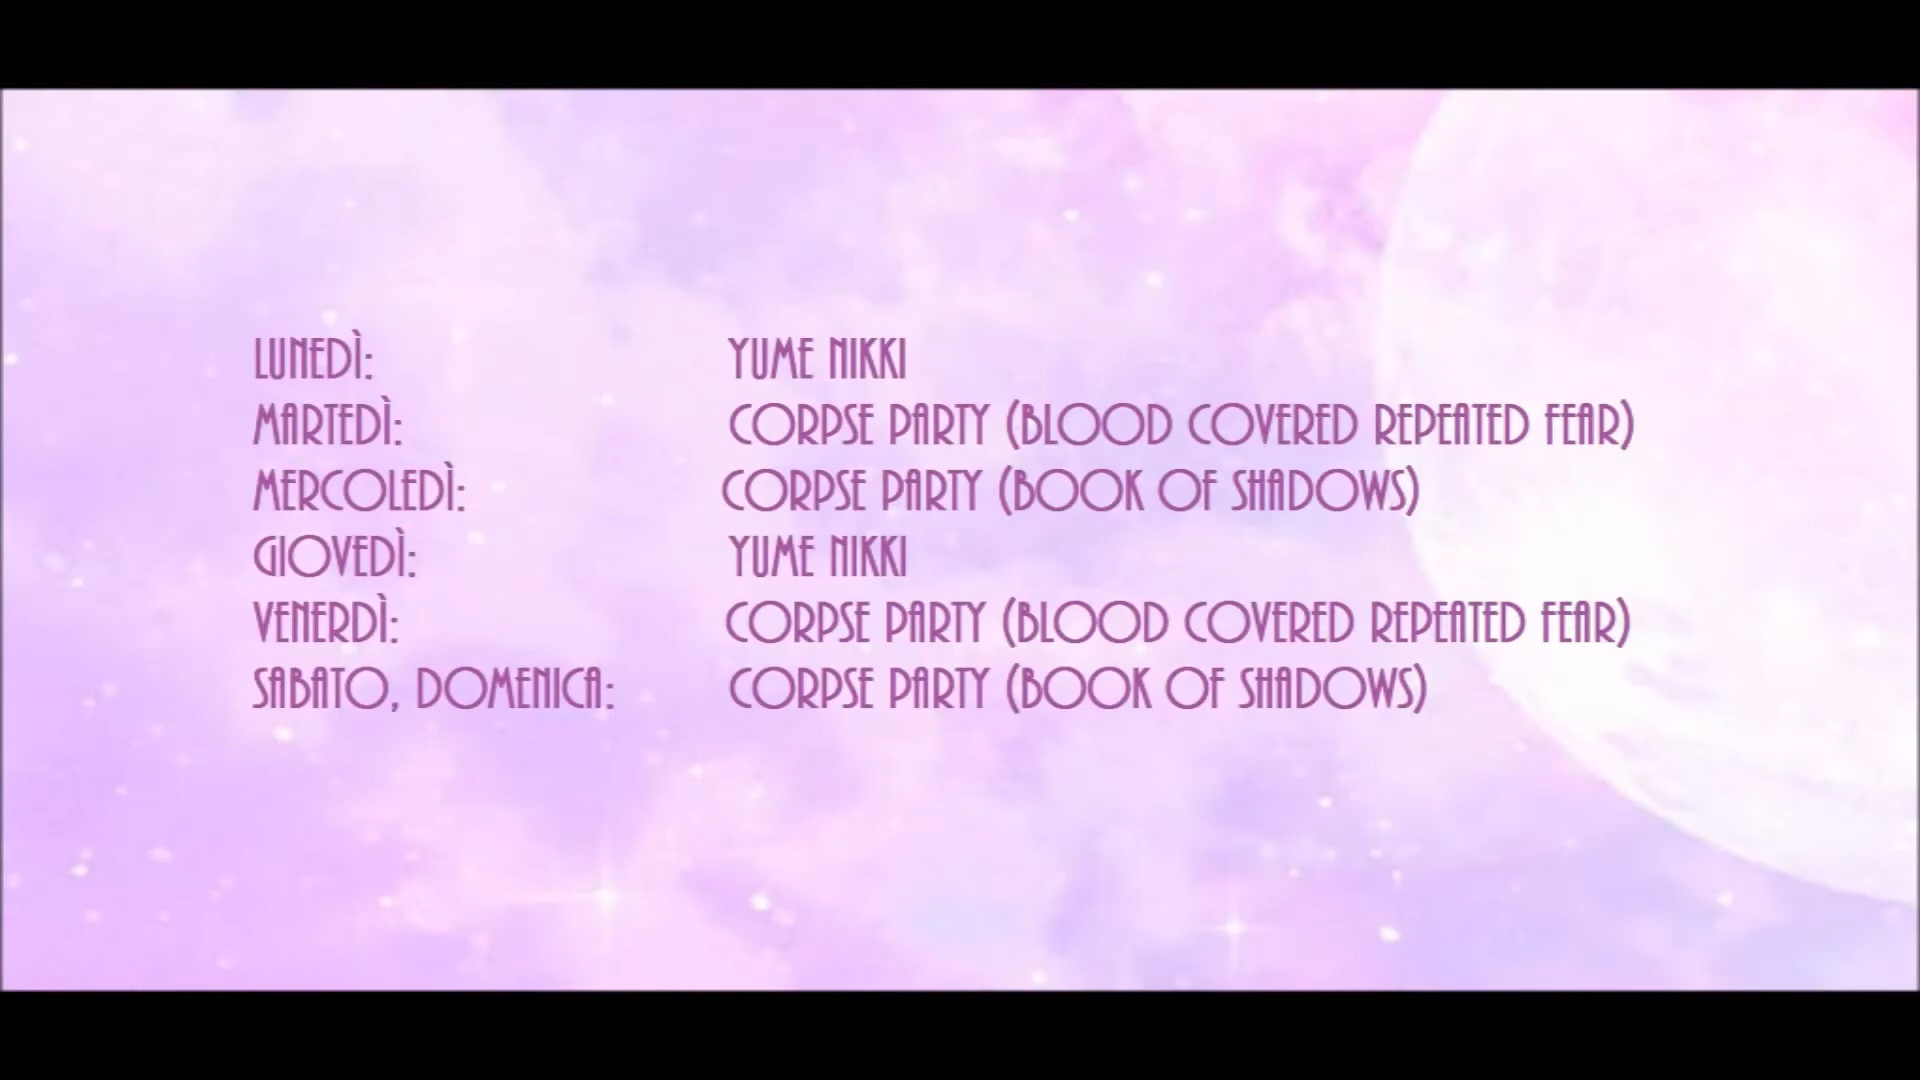 LUNEDÌ: YUME NIKKI
MARTEDÌ: CORPSE PARTY (BLOOD COVERED REPEATED FEAR)
MERCOLEDÌ: CORPSE PARTY (BOOK OF SHADOWS)
GIOVEDÌ: YUME NIKKI
VENERDÌ: CORPSE PARTY (BLOOD COVERED REPEATED FEAR)
SABATO, DOMENICA: CORPSE PARTY (BOOK OF SHADOWS)